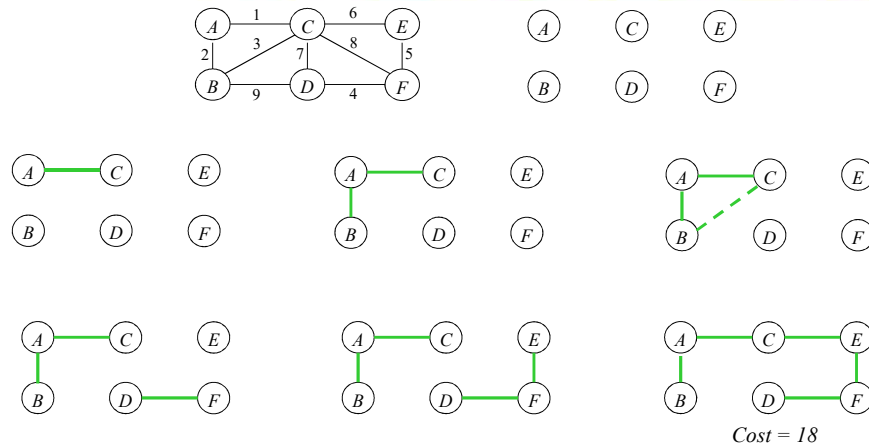 A 1 C 6 E A C E
2 3 7 8 5
B 9 D 4 F B D F
A C E A C E A C E
B D F B D F B D F
A C E A C E A C E
B D F B D F B D F
Cost = 18